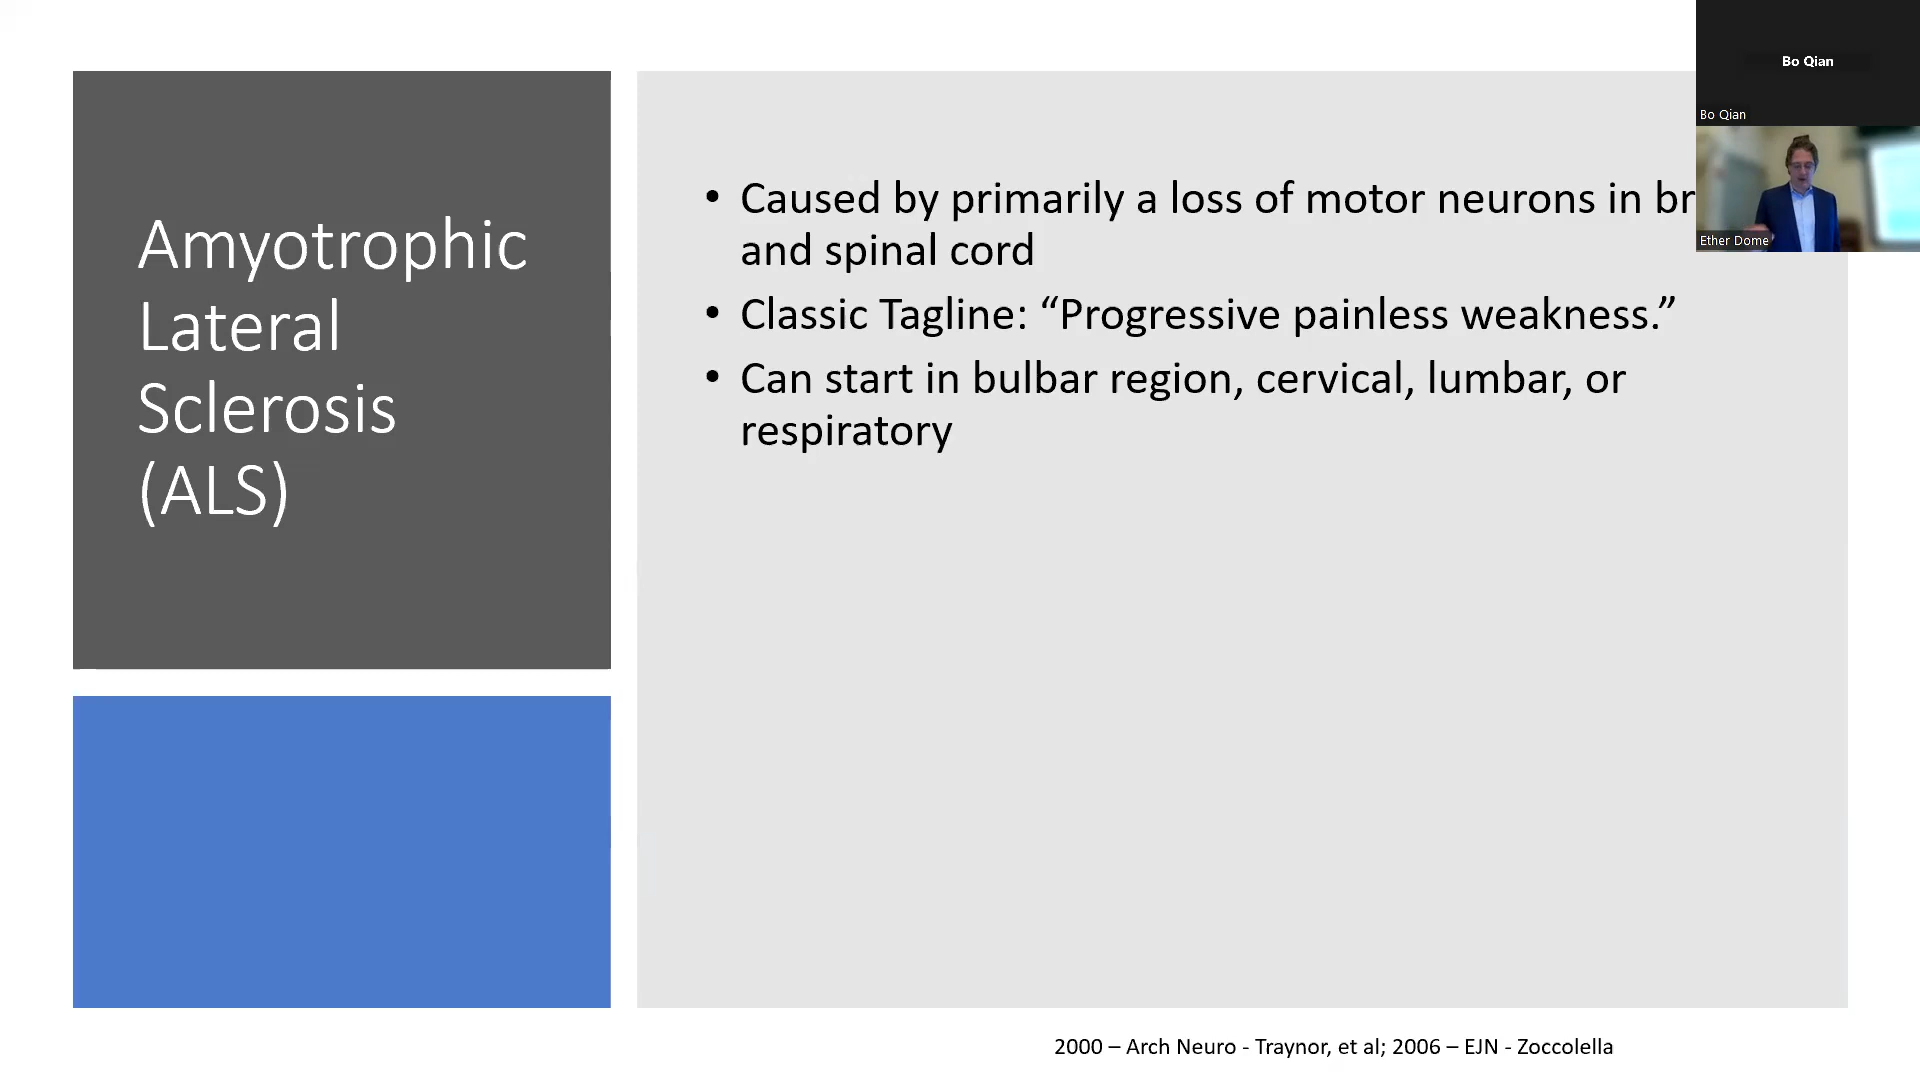 Amyotrophic
Lateral
Sclerosis
(ALS)
• Caused by primarily a loss of motor neurons in
and spinal cord
• Classic Tagline: “Progressive painless weakness.”
• Can start in bulbar region, cervical, lumbar, or
respiratory
2000 – Arch Neuro - Traynor, et al; 2006 – EJN - Zoccolella
Bo Qian
Bo Qian
Ether Dome